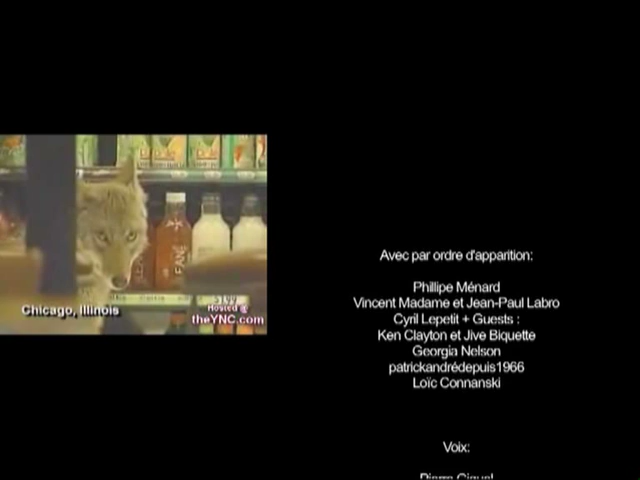 Chicago, Illinois
Hosted @
theYNC.com
Avec par ordre d'apparition:
Phillipe Ménard
Vincent Madame et Jean-Paul Labro
Cyril Lepetit + Guests :
Ken Clayton et Jive Biquette
Georgia Nelson
patrickandrédepuis1966
Loïc Connanski
Voix: